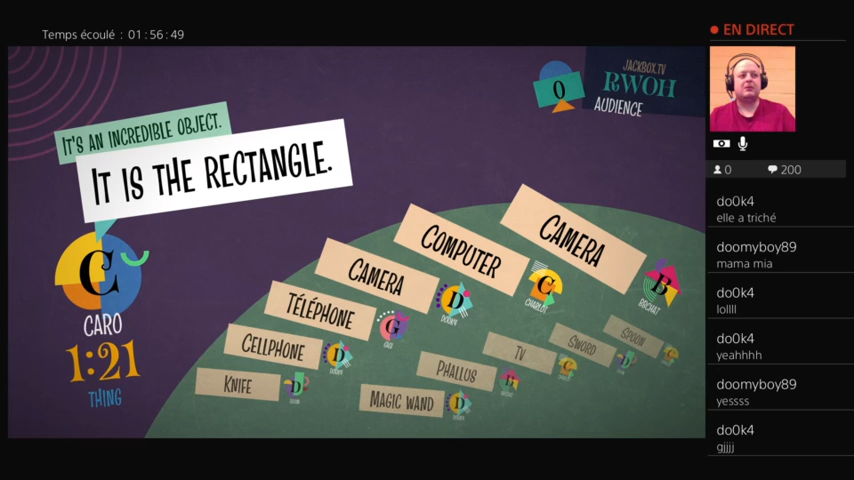 Temps écoulé : 01:56:49
EN DIRECT
JACKBOX.TV
RWOH
AUDIENCE
0
IT'S AN INCREDIBLE OBJECT.
IT IS THE RECTANGLE.
C
CARO
1:21
THING
CAMERA
B
COMPUTER
C
CHARLOT
CAMERA
D
TÉLÉPHONE
G
CELLPHONE
D
KNIFE
D
SPOON
SWORD
TV
PHALLUS
MAGIC WAND
D
0
200
do0k4
elle a triché
doomyboy89
mama mia
do0k4
lollll
do0k4
yeahhhh
doomyboy89
yessss
do0k4
gjjjj